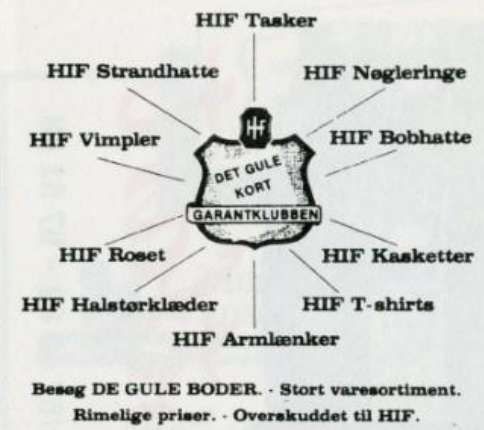 HIF Tasker
HIF Strandhatte
HIF Nøgleringe
HIF Vimpler
HIF Bobhatte
HIF
DET GULE
KORT
GARANTKLUBBEN
HIF Roset
HIF Kasketter
HIF Halstørklæder
HIF T-shirts
HIF Armlænker
Besøg DE GULE BODER. - Stort varesortiment.
Rimelige priser. - Overskuddet til HIF.